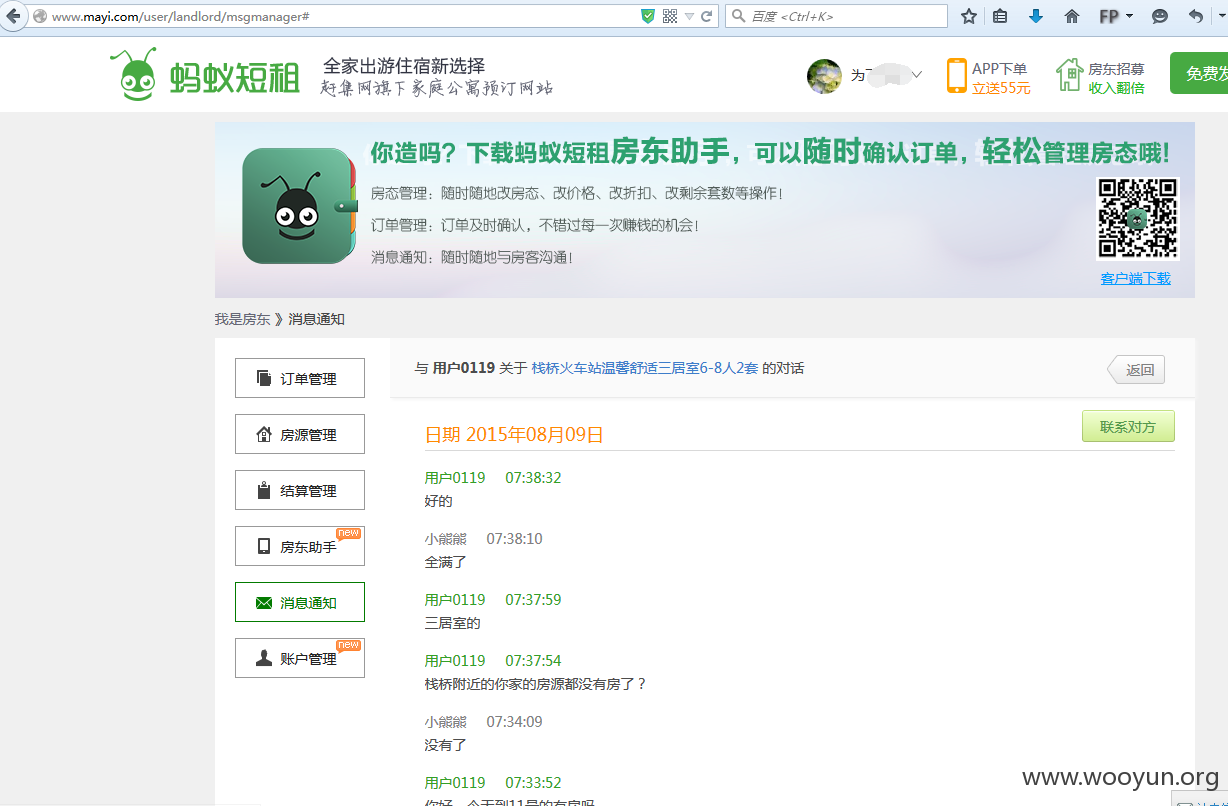 www.mayi.com/user/landlord/msgmanager#
百度 <Ctrl+K>
FP
蚂蚁短租
全家出游住宿新选择
赶集网旗下家庭公寓预订网站
APP下单
立送55元
房东招募
收入翻倍
免费发
你造吗？下载蚂蚁短租房东助手，可以随时确认订单，轻松管理房态哦！
房态管理：随时随地改房态、改价格、改折扣、改剩余套数等操作！
订单管理：订单及时确认，不错过每一次赚钱的机会！
消息通知：随时随地与房客沟通！
客户端下载
我是房东 》消息通知
订单管理
房源管理
结算管理
房东助手 new
消息通知
账户管理 new
与 用户0119 关于 栈桥火车站温馨舒适三居室6-8人2套 的对话
返回
日期 2015年08月09日
联系对方
用户0119 07:38:32
好的
小熊熊 07:38:10
全满了
用户0119 07:37:59
三居室的
用户0119 07:37:54
栈桥附近的你家的房源都没有房了？
小熊熊 07:34:09
没有了
用户0119 07:33:52
你好，今天到11号的有房吗
www.wooyun.org